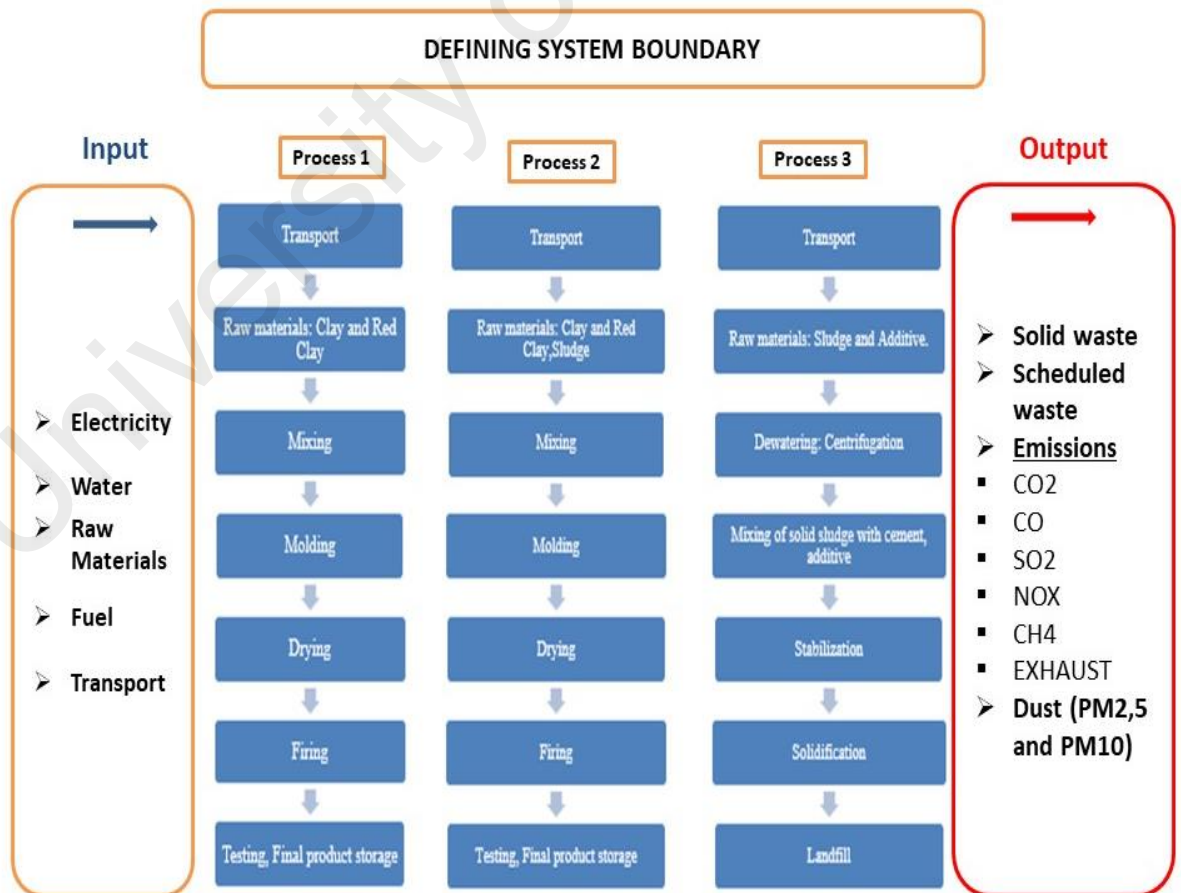 DEFINING SYSTEM BOUNDARY
Input
Electricity
Water
Raw
Materials
Fuel
Transport
Process 1
Transport
Raw materials: Clay and Red
Clay
Mixing
Molding
Drying
Firing
Testing, Final product storage
Process 2
Transport
Raw materials: Clay and Red
Clay,Sludge
Mixing
Molding
Drying
Firing
Testing, Final product storage
Process 3
Transport
Raw materials: Sludge and Additive.
Dewatering: Centrifugation
Mixing of solid sludge with cement,
additive
Stabilization
Solidification
Landfill
Output
Solid waste
Scheduled
waste
Emissions
CO2
CO
SO2
NOX
CH4
EXHAUST
Dust (PM2,5
and PM10)
University